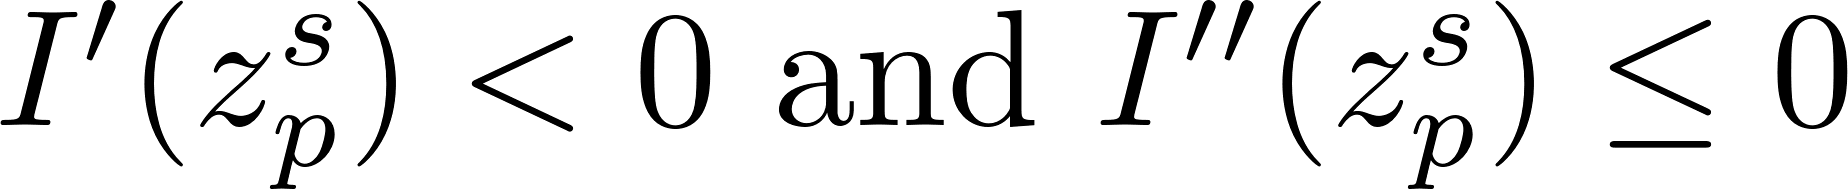 I′(z_p^s) < 0 and I″(z_p^s) ≤ 0